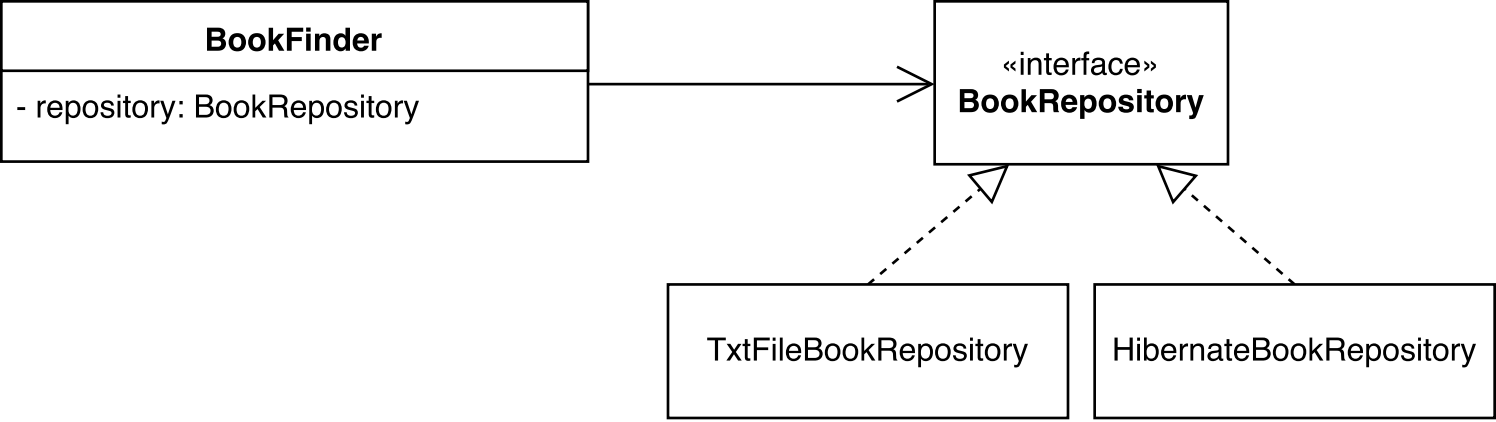 BookFinder
- repository: BookRepository
«interface»
BookRepository
TxtFileBookRepository
HibernateBookRepository